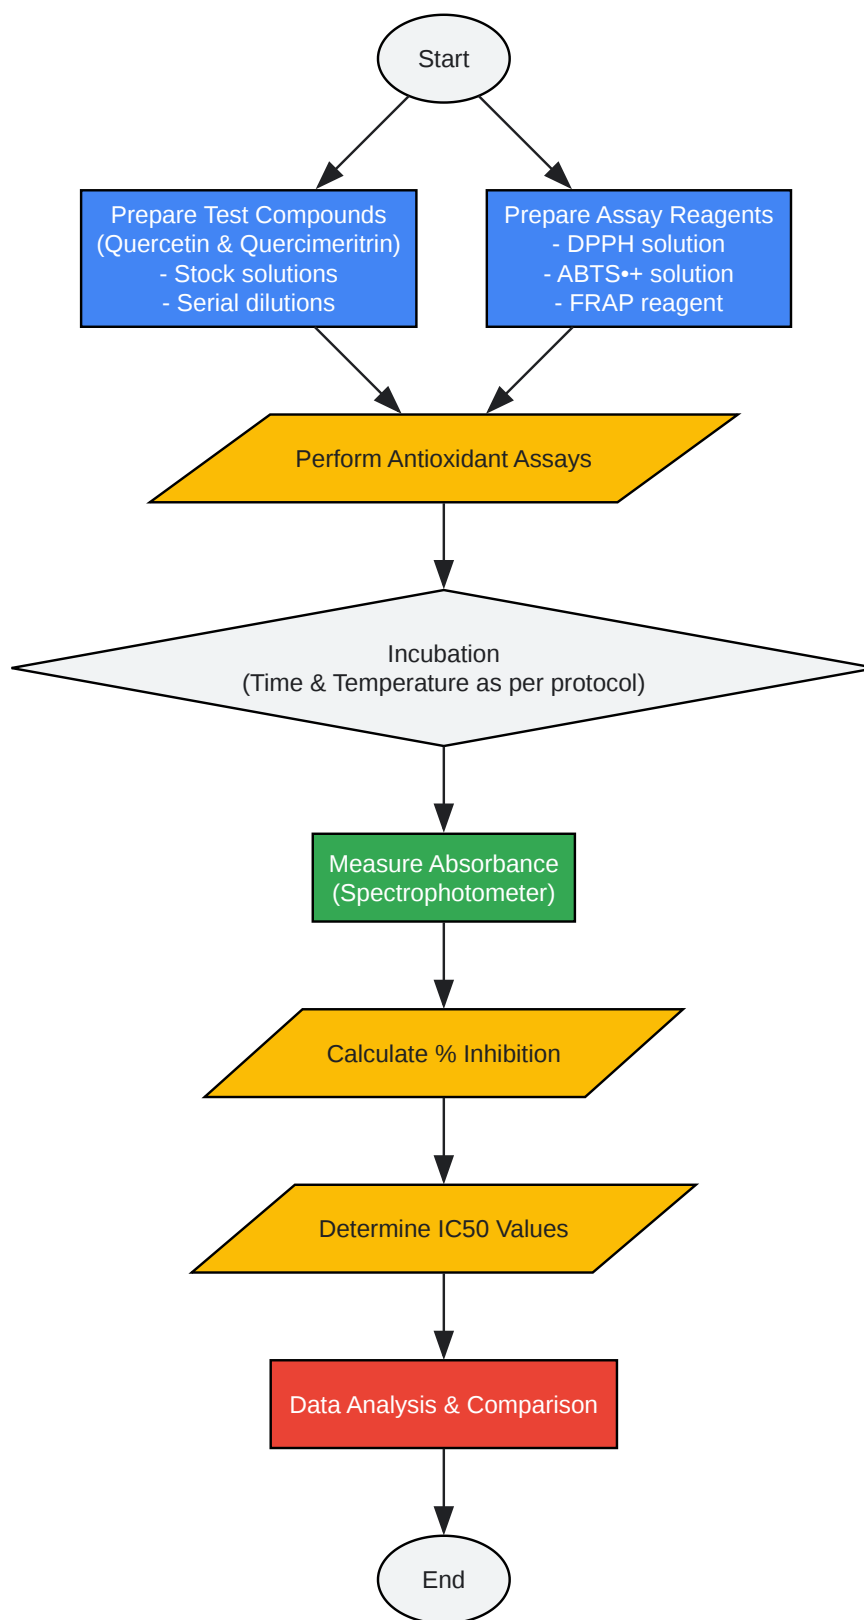 Start
Prepare Test Compounds
(Quercetin & Quercimeritrin)
- Stock solutions
- Serial dilutions
Prepare Assay Reagents
- DPPH solution
- ABTS•+ solution
- FRAP reagent
Perform Antioxidant Assays
Incubation
(Time & Temperature as per protocol)
Measure Absorbance
(Spectrophotometer)
Calculate % Inhibition
Determine IC50 Values
Data Analysis & Comparison
End